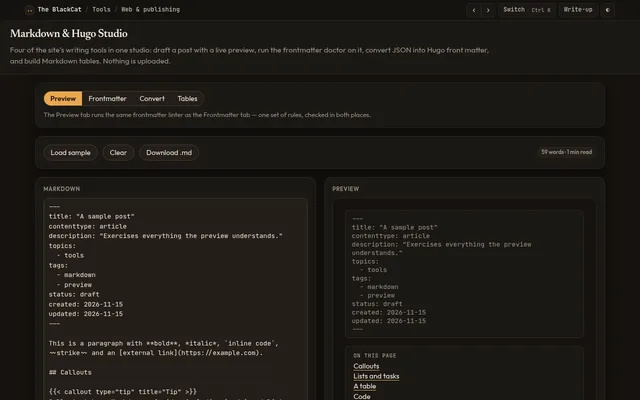 The BlackCat / Tools / Web & publishing
‹ › Switch Ctrl K Write-up
Markdown & Hugo Studio
Four of the site's writing tools in one studio: draft a post with a live preview, run the frontmatter doctor on it, convert JSON into Hugo front matter,
and build Markdown tables. Nothing is uploaded.
Preview Frontmatter Convert Tables
The Preview tab runs the same frontmatter linter as the Frontmatter tab — one set of rules, checked in both places.
Load sample Clear Download .md
59 words · 1 min read
MARKDOWN
---
title: "A sample post"
contenttype: article
description: "Exercises everything the preview understands."
topics:
- tools
tags:
- markdown
- preview
status: draft
created: 2026-11-15
updated: 2026-11-15
---
This is a paragraph with **bold**, *italic*, `inline code`,
~~strike~~ and an [external link](https://example.com).
## Callouts
{{< callout type="tip" title="Tip" >}}
PREVIEW
---
title: "A sample post"
contenttype: article
description: "Exercises everything the preview
understands."
topics:
- tools
tags:
- markdown
- preview
status: draft
created: 2026-11-15
updated: 2026-11-15
---
ON THIS PAGE
Callouts
Lists and tasks
A table
Code